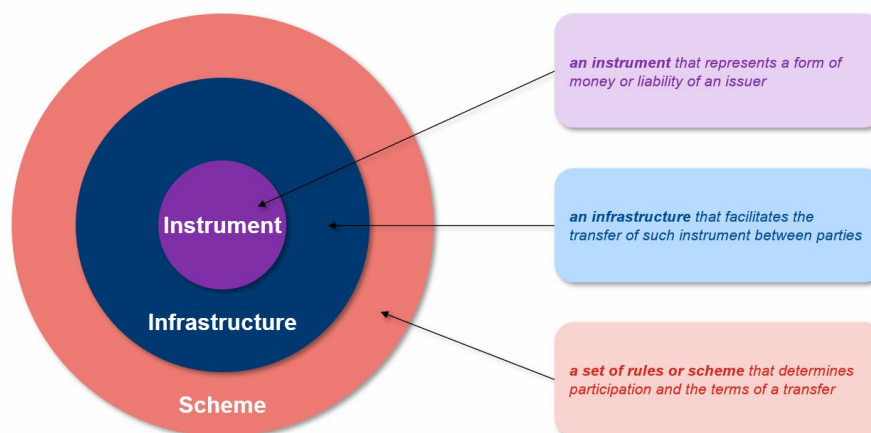 Instrument
Infrastructure
Scheme
an instrument that represents a form of
money or liability of an issuer
an infrastructure that facilitates the
transfer of such instrument between parties
a set of rules or scheme that determines
participation and the terms of a transfer